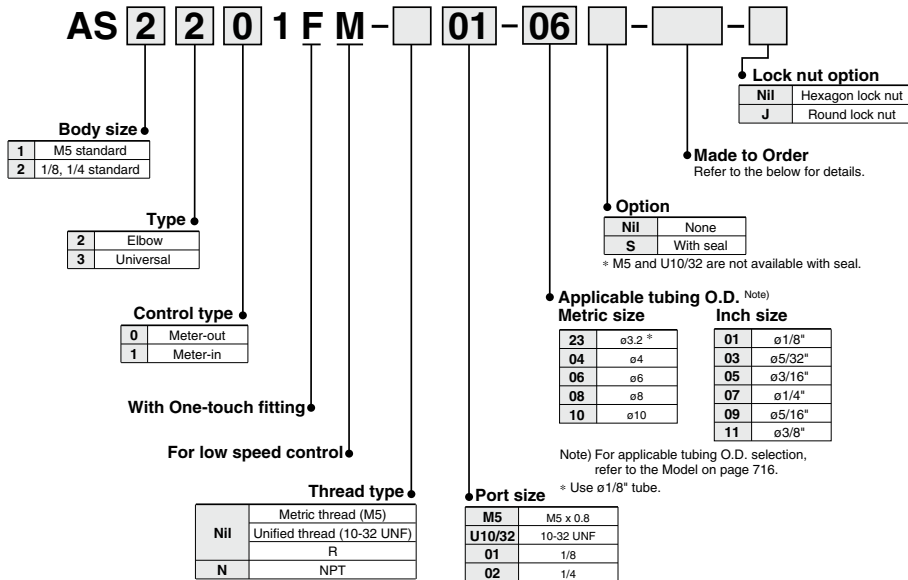 AS 2 2 0 1 F M – 01 – 06 – –
Lock nut option
Nil Hexagon lock nut
J Round lock nut
Body size
1 M5 standard
2 1/8, 1/4 standard
Made to Order
Refer to the below for details.
Type
2 Elbow
3 Universal
Option
Nil None
S With seal
* M5 and U10/32 are not available with seal.
Control type
0 Meter-out
1 Meter-in
Applicable tubing O.D. Note)
Metric size
23 ø3.2 *
04 ø4
06 ø6
08 ø8
10 ø10
Inch size
01 ø1/8"
03 ø5/32"
05 ø3/16"
07 ø1/4"
09 ø5/16"
11 ø3/8"
Note) For applicable tubing O.D. selection,
refer to the Model on page 716.
* Use ø1/8" tube.
With One-touch fitting
For low speed control
Thread type
Nil Metric thread (M5)
Unified thread (10-32 UNF)
R
N NPT
Port size
M5 M5 x 0.8
U10/32 10-32 UNF
01 1/8
02 1/4